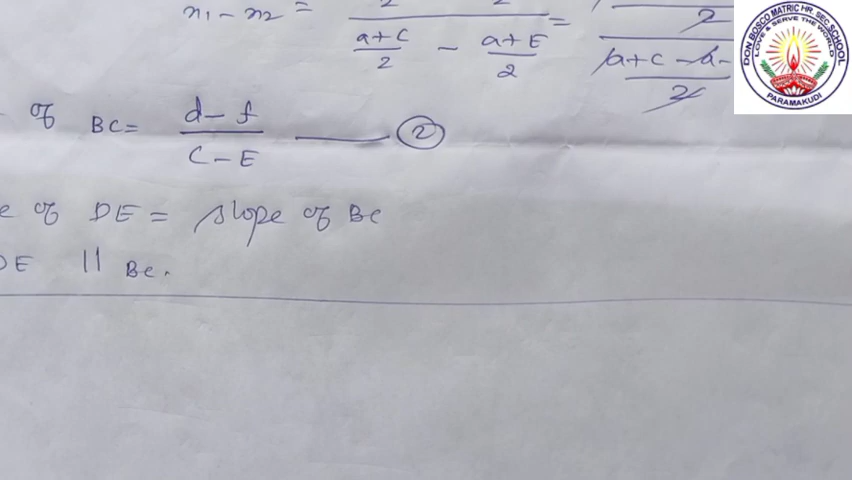 x1 - x2 = a+c/2 - a+E/2 = a+c-a-/2
of BC = d-f/c-E ② 
of DE = slope of BC
DE || BC.
DON BOSCO MATRIC HR. SEC. SCHOOL
LOVE & SERVE THE WORLD
PARAMAKUDI